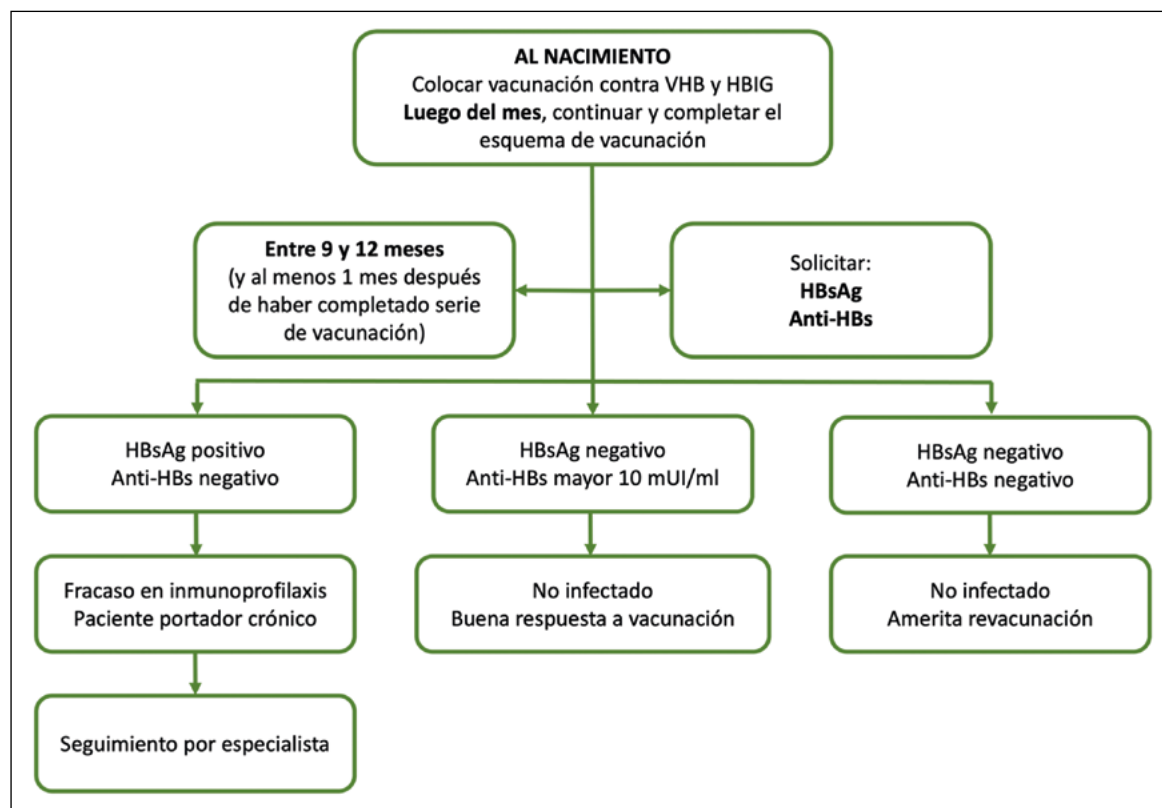 AL NACIMIENTO
Colocar vacunación contra VHB y HBIG
Luego del mes, continuar y completar el
esquema de vacunación
Entre 9 y 12 meses
(y al menos 1 mes después
de haber completado serie
de vacunación)
Solicitar:
HBsAg
Anti-HBs
HBsAg positivo
Anti-HBs negativo
HBsAg negativo
Anti-HBs mayor 10 mUI/ml
HBsAg negativo
Anti-HBs negativo
Fracaso en inmunoprofilaxis
Paciente portador crónico
No infectado
Buena respuesta a vacunación
No infectado
Amerita revacunación
Seguimiento por especialista